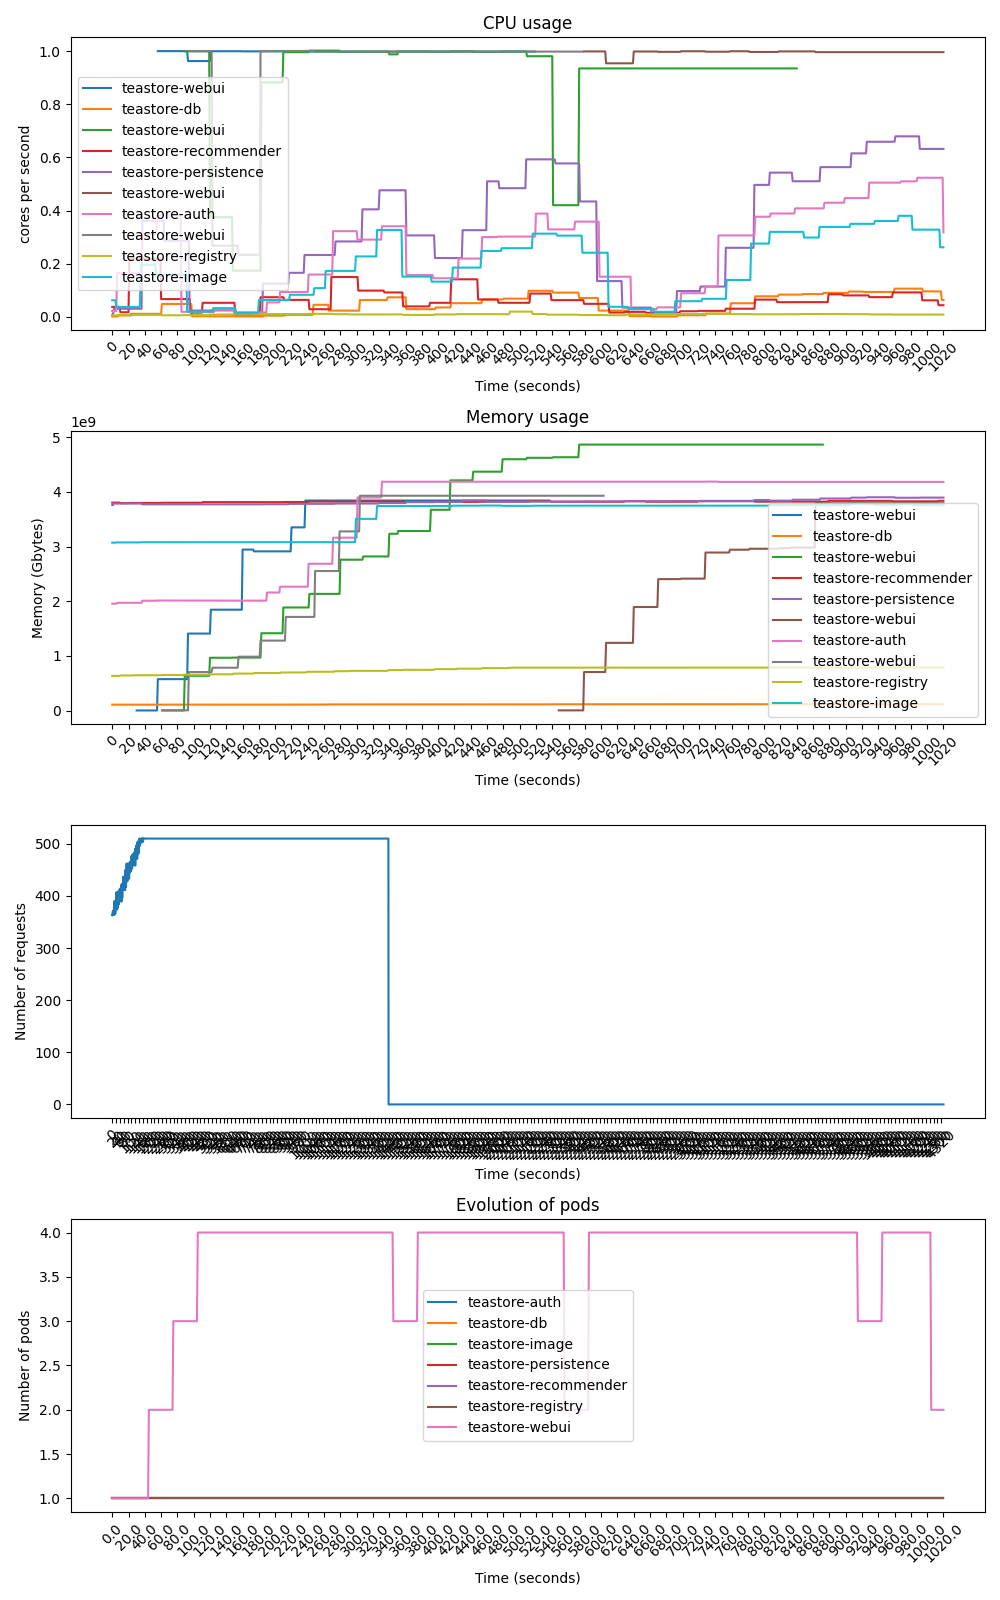 CPU usage
1.0
0.8
0.6
0.4
0.2
0.0
cores per second
teastore-webui
teastore-db
teastore-webui
teastore-recommender
teastore-persistence
teastore-webui
teastore-auth
teastore-webui
teastore-registry
teastore-image
0 20 40 60 80 100 120 140 160 180 200 220 240 260 280 300 320 340 360 380 400 420 440 460 480 500 520 540 560 580 600 620 640 660 680 700 720 740 760 780 800 820 840 860 880 900 920 940 960 980 1000 1020
Time (seconds)
Memory usage
1e9
5
4
3
2
1
0
Memory (Gbytes)
teastore-webui
teastore-db
teastore-webui
teastore-recommender
teastore-persistence
teastore-webui
teastore-auth
teastore-webui
teastore-registry
teastore-image
0 20 40 60 80 100 120 140 160 180 200 220 240 260 280 300 320 340 360 380 400 420 440 460 480 500 520 540 560 580 600 620 640 660 680 700 720 740 760 780 800 820 840 860 880 900 920 940 960 980 1000 1020
Time (seconds)
500
400
300
200
100
0
Number of requests
Time (seconds)
Evolution of pods
4.0
3.5
3.0
2.5
2.0
1.5
1.0
Number of pods
teastore-auth
teastore-db
teastore-image
teastore-persistence
teastore-recommender
teastore-registry
teastore-webui
0.0 20.0 40.0 60.0 80.0 100.0 120.0 140.0 160.0 180.0 200.0 220.0 240.0 260.0 280.0 300.0 320.0 340.0 360.0 380.0 400.0 420.0 440.0 460.0 480.0 500.0 520.0 540.0 560.0 580.0 600.0 620.0 640.0 660.0 680.0 700.0 720.0 740.0 760.0 780.0 800.0 820.0 840.0 860.0 880.0 900.0 920.0 940.0 960.0 980.0 1000.0 1020.0
Time (seconds)